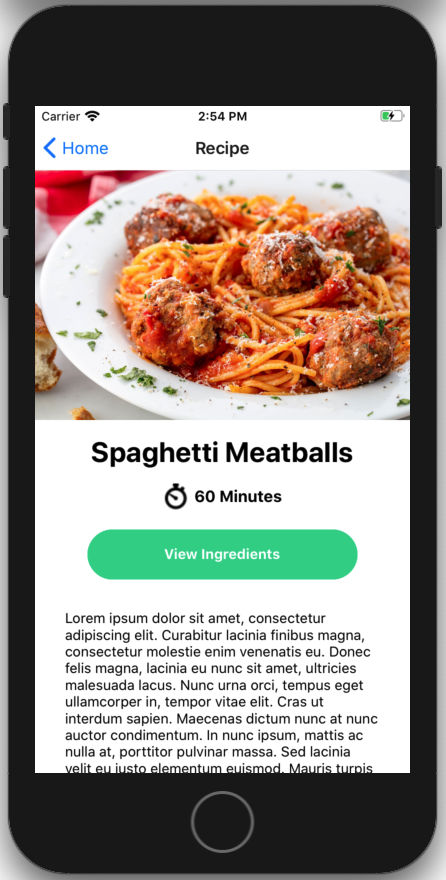 Carrier 2:54 PM
Home Recipe
Spaghetti Meatballs
60 Minutes
View Ingredients
Lorem ipsum dolor sit amet, consectetur
adipiscing elit. Curabitur lacinia finibus magna,
consectetur molestie enim venenatis eu. Donec
felis magna, lacinia eu nunc sit amet, ultricies
malesuada lacus. Nunc urna orci, tempus eget
ullamcorper in, tempor vitae elit. Cras ut
interdum sapien. Maecenas dictum nunc at nunc
auctor condimentum. In nunc ipsum, mattis ac
nulla at, porttitor pulvinar massa. Sed lacinia
velit eu justo elementum euismod. Mauris turpis